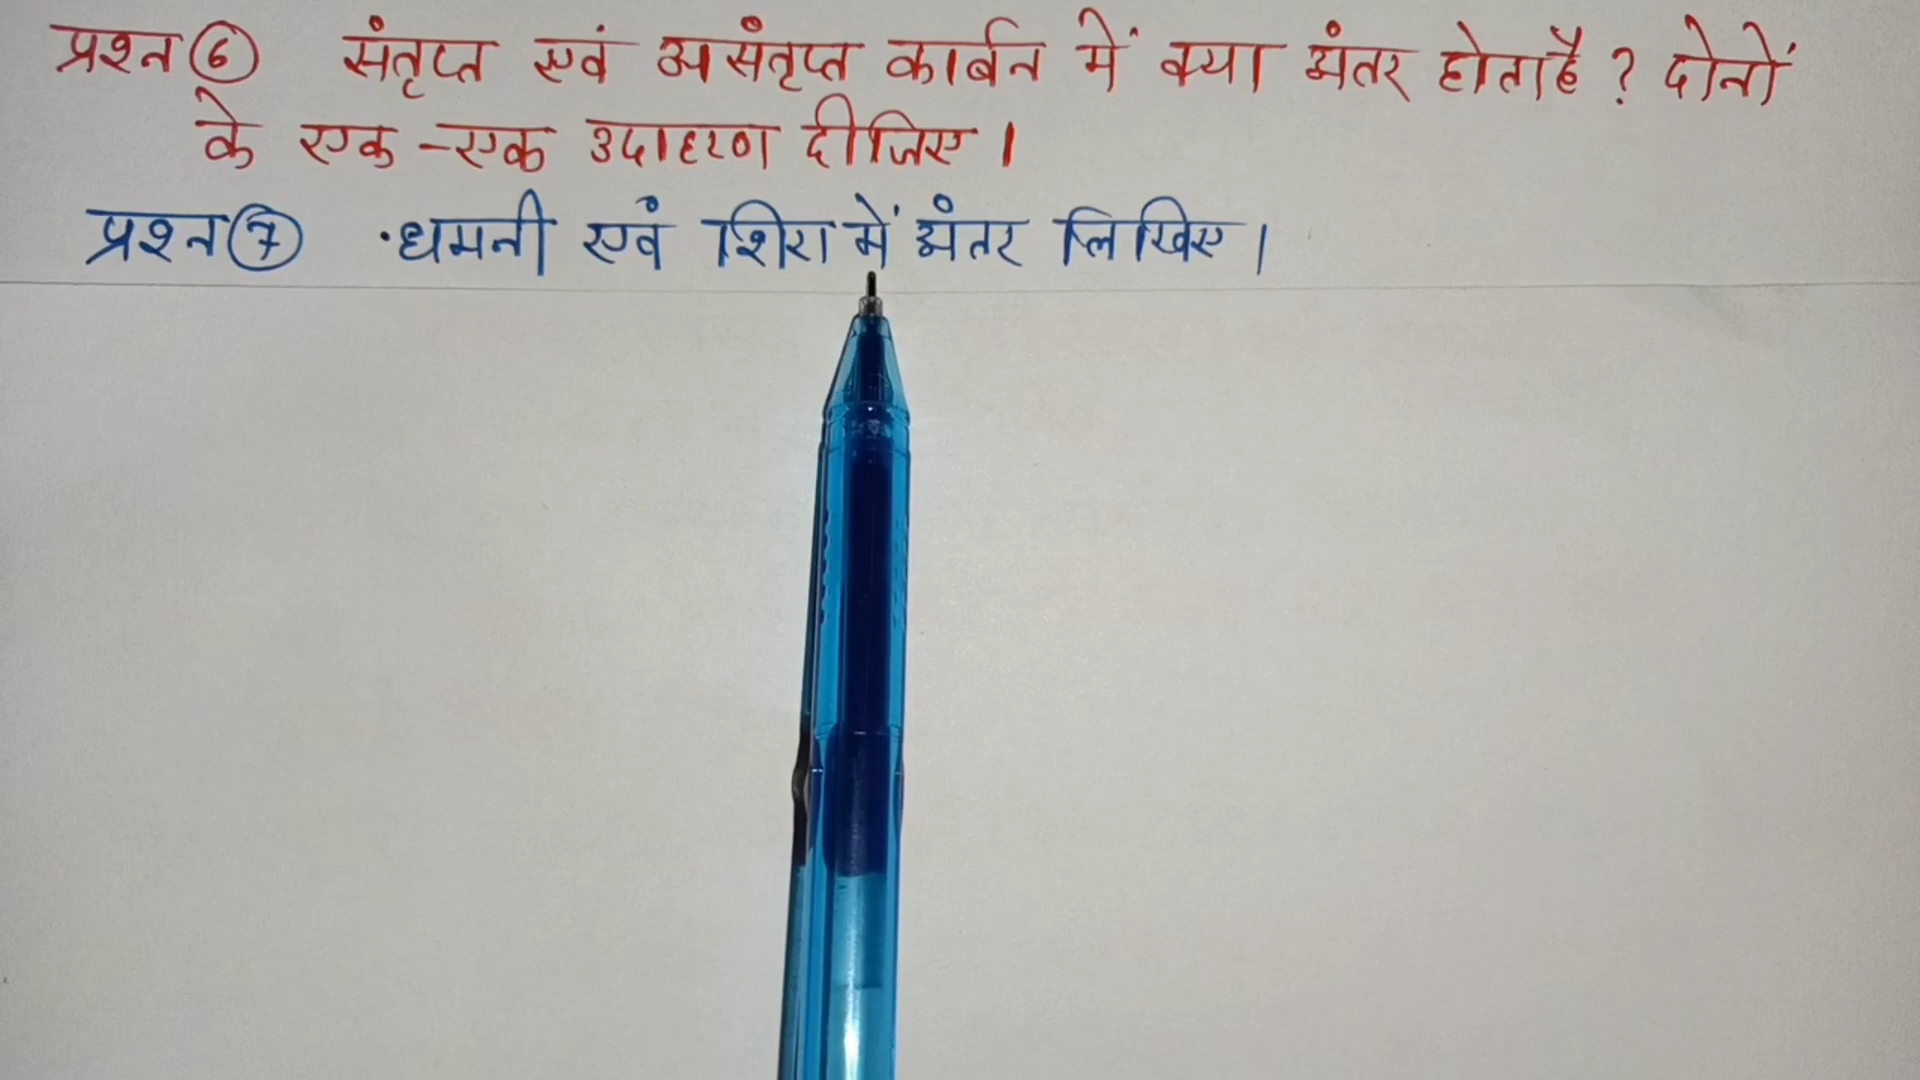 प्रश्न ⑥ संतृप्त एवं असंतृप्त कार्बन में क्या अंतर होता है ? दोनों
के एक -एक उदाहरण दीजिए।
प्रश्न ⑦ ·धमनी एवं शिरा में अंतर लिखिए।